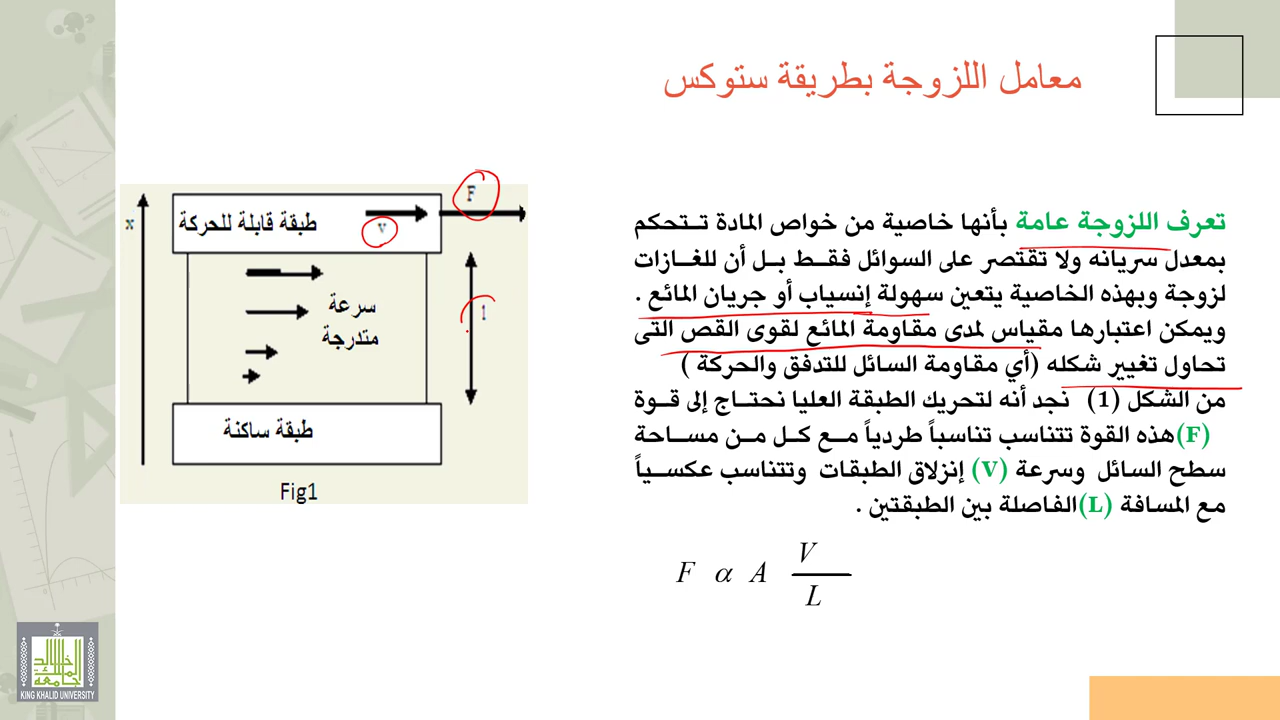 معامل اللزوجة بطريقة ستوكس
تعرف اللزوجة عامة بأنها خاصية من خواص المادة تتحكم
بمعدل سريانه ولا تقتصر على السوائل فقط بل أن للغازات
لزوجة وبهذه الخاصية يتعين سهولة إنسياب أو جريان المائع .
ويمكن اعتبارها مقياس لمدى مقاومة المائع لقوى القص التى
تحاول تغيير شكله (أي مقاومة السائل للتدفق والحركة )
من الشكل (1) نجد أنه لتحريك الطبقة العليا نحتاج إلى قوة
(F) هذه القوة تتناسب تناسباً طردياً مع كل من مساحة
سطح السائل وسرعة (V) إنزلاق الطبقات وتتناسب عكسياً
مع المسافة (L) الفاصلة بين الطبقتين .
F α A V
L
x
طبقة قابلة للحركة
v
F
سرعة
متدرجة
l
طبقة ساكنة
Fig1
جامعة الملك خالد
KING KHALID UNIVERSITY